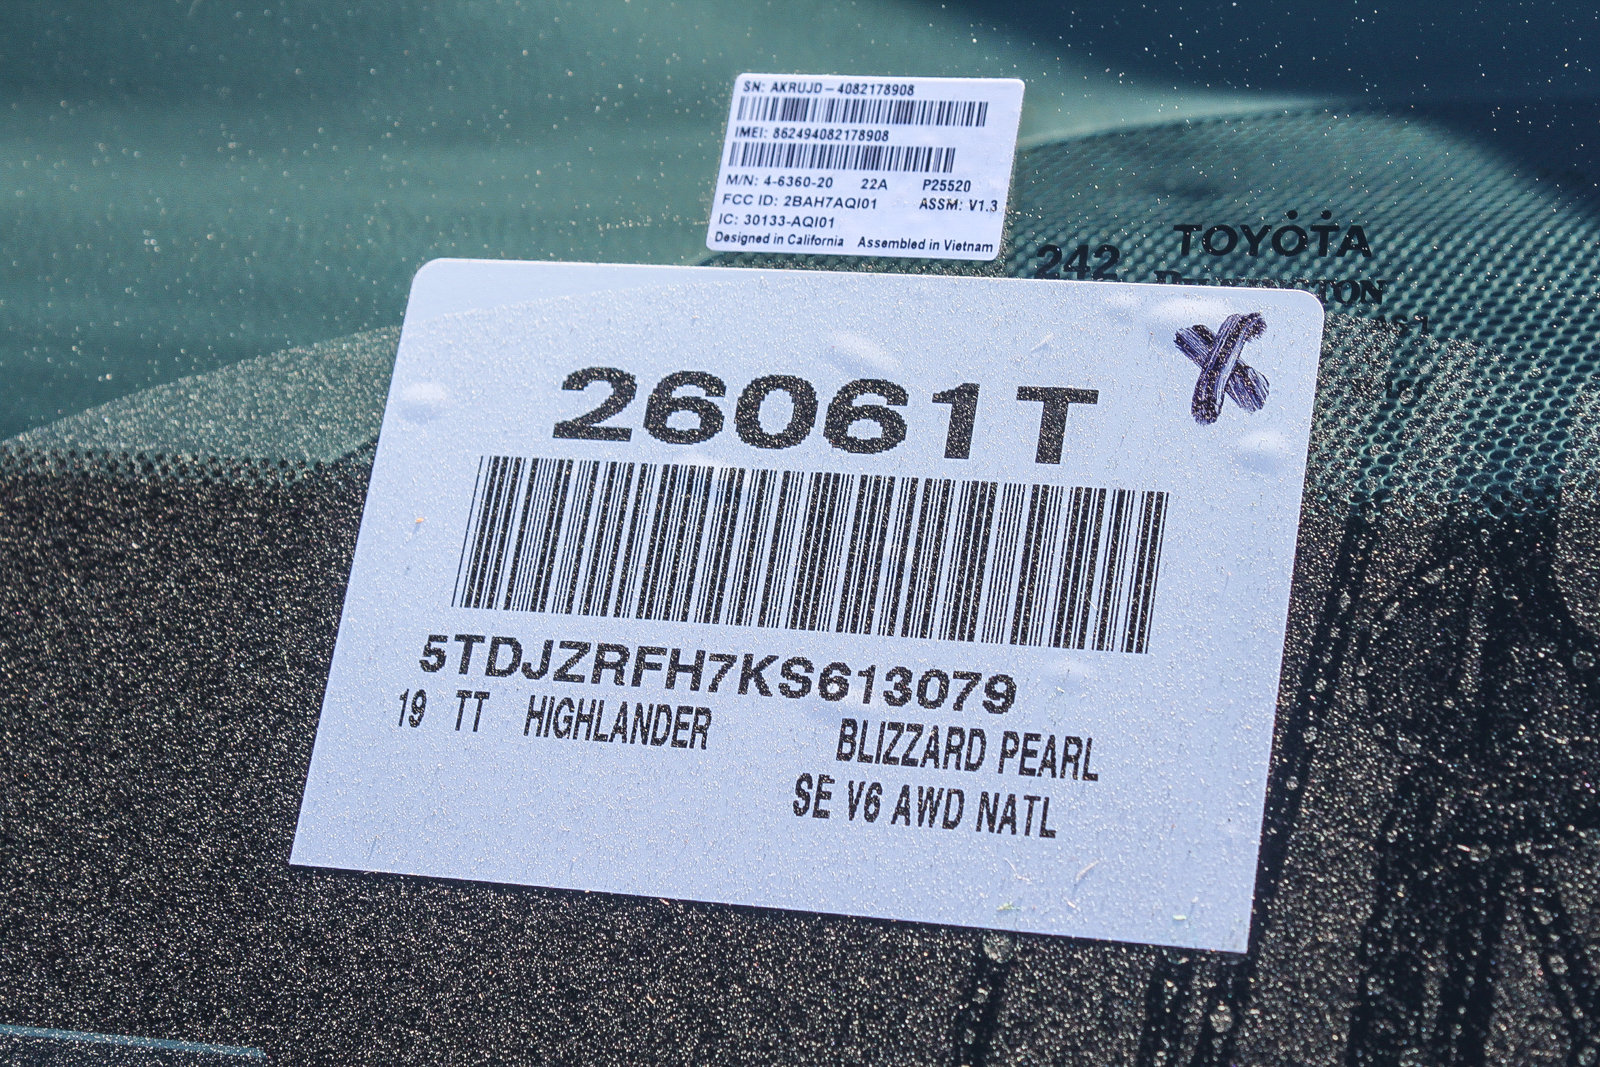 SN: AKRUJD-4082178908
IMEI: 862494082178908
M/N: 4-6360-20 22A P25520
FCC ID: 2BAH7AQI01 ASSM: V1.3
IC: 30133-AQI01
Designed in California Assembled in Vietnam
242
TOYOTA
26061T
5TDJZRFH7KS613079
19 TT HIGHLANDER BLIZZARD PEARL
SE V6 AWD NATL